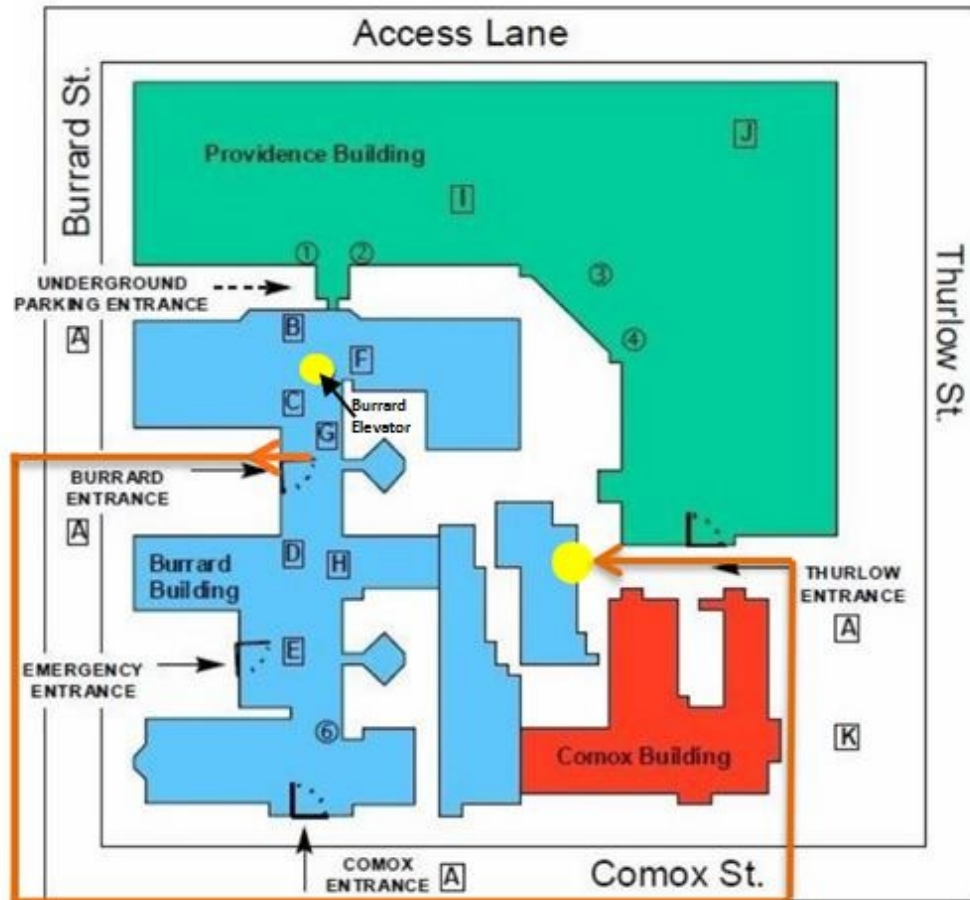 Access Lane
Burrard St.
Thurlow St.
Providence Building
J
I
①
②
③
④
UNDERGROUND
PARKING ENTRANCE
A
B
F
C
Burrard
Elevator
G
BURRARD
ENTRANCE
A
D
H
Burrard
Building
THURLOW
ENTRANCE
A
E
EMERGENCY
ENTRANCE
⑥
K
Comox Building
COMOX
ENTRANCE
A
Comox St.